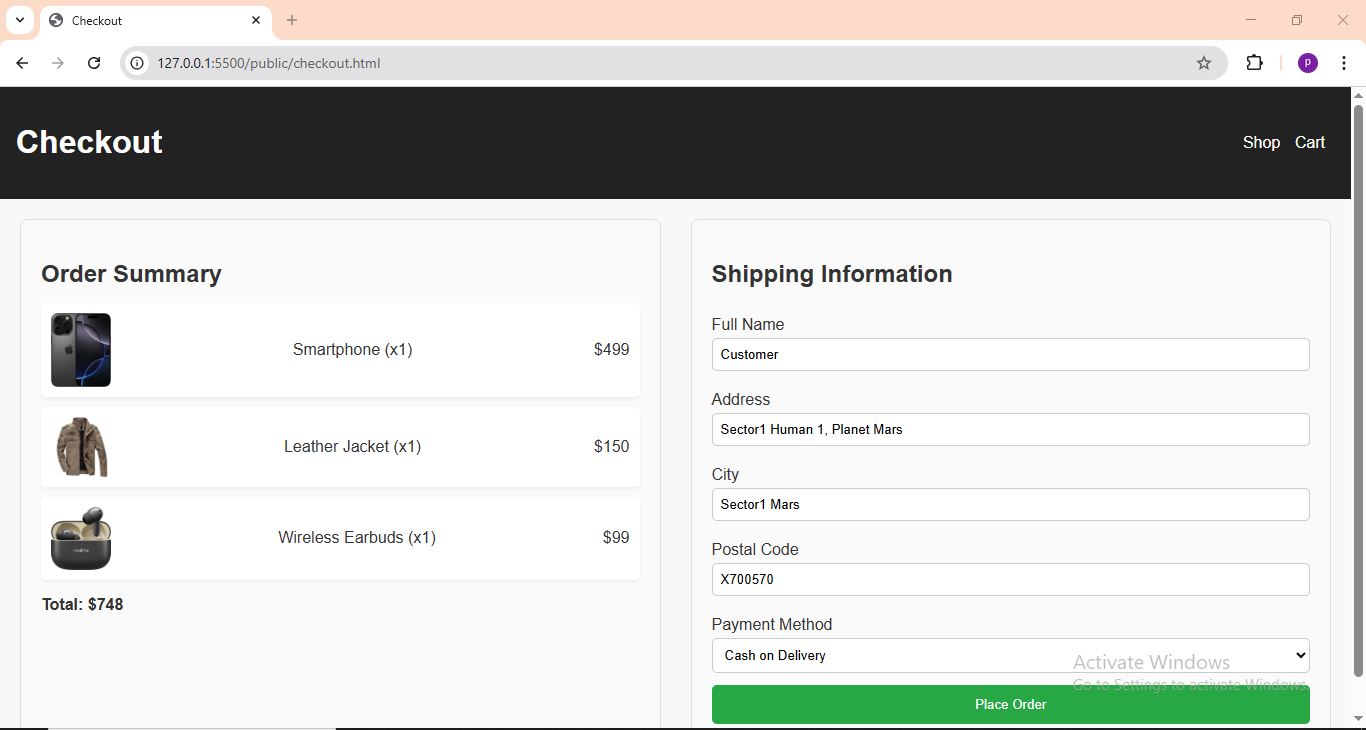 Checkout
127.0.0.1:5500/public/checkout.html
P
Checkout
Shop Cart
Order Summary
Smartphone (x1) $499
Leather Jacket (x1) $150
Wireless Earbuds (x1) $99
Total: $748
Shipping Information
Full Name
Customer
Address
Sector1 Human 1, Planet Mars
City
Sector1 Mars
Postal Code
X700570
Payment Method
Cash on Delivery
Activate Windows
Go to Settings to activate Windows.
Place Order